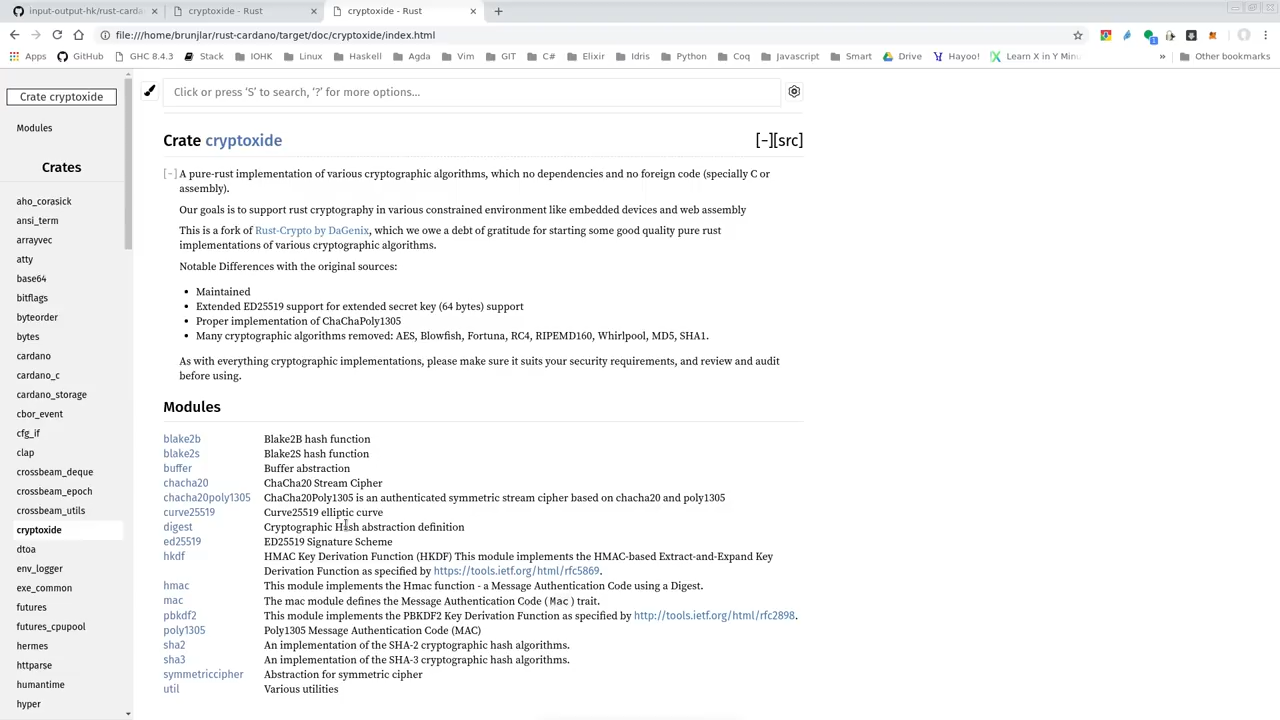 input-output-hk/rust-carda
cryptoxide - Rust
cryptoxide - Rust
file:///home/brunjlar/rust-cardano/target/doc/cryptoxide/index.html
Apps GitHub GHC 8.4.3 Stack IOHK Linux Haskell Agda Vim GIT C# Elixir Idris Python Coq Javascript Smart Drive Hayoo! Learn X in Y Minu » Other bookmarks
Crate cryptoxide
Modules
Crates
aho_corasick
ansi_term
arrayvec
atty
base64
bitflags
byteorder
bytes
cardano
cardano_c
cardano_storage
cbor_event
cfg_if
clap
crossbeam_deque
crossbeam_epoch
crossbeam_utils
cryptoxide
dtoa
env_logger
exe_common
futures
futures_cpupool
hermes
httparse
humantime
hyper
Click or press ‘S’ to search, ‘?’ for more options…
Crate cryptoxide [−][src]
[-] A pure-rust implementation of various cryptographic algorithms, which no dependencies and no foreign code (specially C or
assembly).
Our goals is to support rust cryptography in various constrained environment like embedded devices and web assembly
This is a fork of Rust-Crypto by DaGenix, which we owe a debt of gratitude for starting some good quality pure rust
implementations of various cryptographic algorithms.
Notable Differences with the original sources:
• Maintained
• Extended ED25519 support for extended secret key (64 bytes) support
• Proper implementation of ChaChaPoly1305
• Many cryptographic algorithms removed: AES, Blowfish, Fortuna, RC4, RIPEMD160, Whirlpool, MD5, SHA1.
As with everything cryptographic implementations, please make sure it suits your security requirements, and review and audit
before using.
Modules
blake2b Blake2B hash function
blake2s Blake2S hash function
buffer Buffer abstraction
chacha20 ChaCha20 Stream Cipher
chacha20poly1305 ChaCha20Poly1305 is an authenticated symmetric stream cipher based on chacha20 and poly1305
curve25519 Curve25519 elliptic curve
digest Cryptographic Hash abstraction definition
ed25519 ED25519 Signature Scheme
hkdf HMAC Key Derivation Function (HKDF) This module implements the HMAC-based Extract-and-Expand Key
Derivation Function as specified by https://tools.ietf.org/html/rfc5869.
hmac This module implements the Hmac function - a Message Authentication Code using a Digest.
mac The mac module defines the Message Authentication Code (Mac) trait.
pbkdf2 This module implements the PBKDF2 Key Derivation Function as specified by http://tools.ietf.org/html/rfc2898.
poly1305 Poly1305 Message Authentication Code (MAC)
sha2 An implementation of the SHA-2 cryptographic hash algorithms.
sha3 An implementation of the SHA-3 cryptographic hash algorithms.
symmetriccipher Abstraction for symmetric cipher
util Various utilities